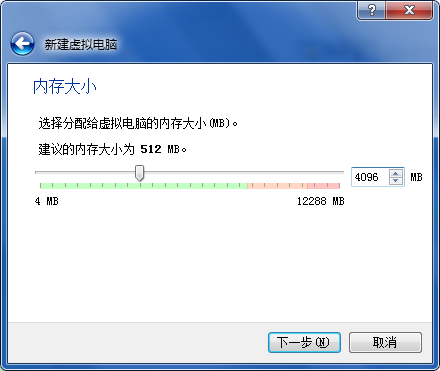 新建虚拟电脑
内存大小
选择分配给虚拟电脑的内存大小(MB)。
建议的内存大小为 512 MB。
4096 MB
4 MB 12288 MB
下一步(N) 取消